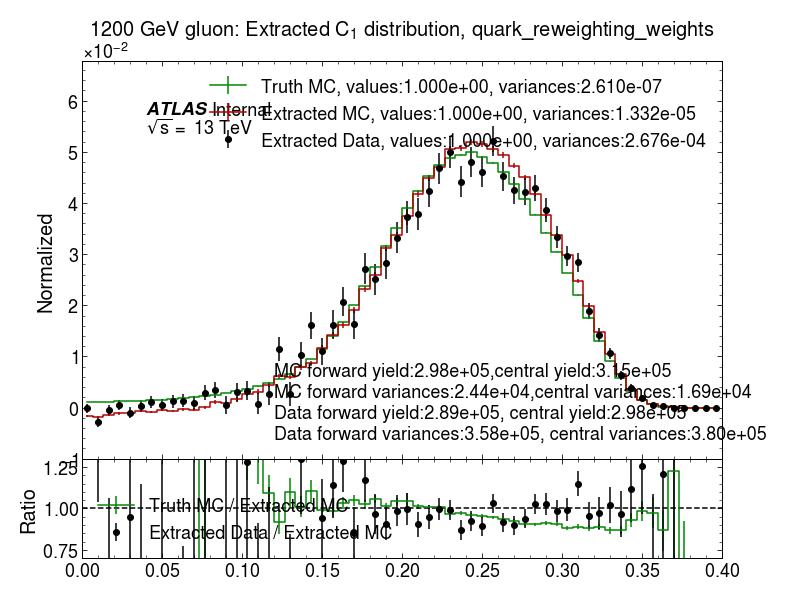 1200 GeV gluon: Extracted C₁ distribution, quark_reweighting_weights
×10⁻²
Truth MC, values:1.000e+00, variances:2.610e-07
ATLAS Internal
Extracted MC, values:1.000e+00, variances:1.332e-05
√s = 13 TeV
Extracted Data, values:1.000e+00, variances:2.676e-04
Normalized
6
5
4
3
2
1
0
1
MC forward yield:2.98e+05,central yield:3.15e+05
MC forward variances:2.44e+04,central variances:1.69e+04
Data forward yield:2.89e+05, central yield:2.98e+05
Data forward variances:3.58e+05, central variances:3.80e+05
Ratio
1.25
1.00
0.75
Truth MC / Extracted MC
Extracted Data / Extracted MC
0.00 0.05 0.10 0.15 0.20 0.25 0.30 0.35 0.40